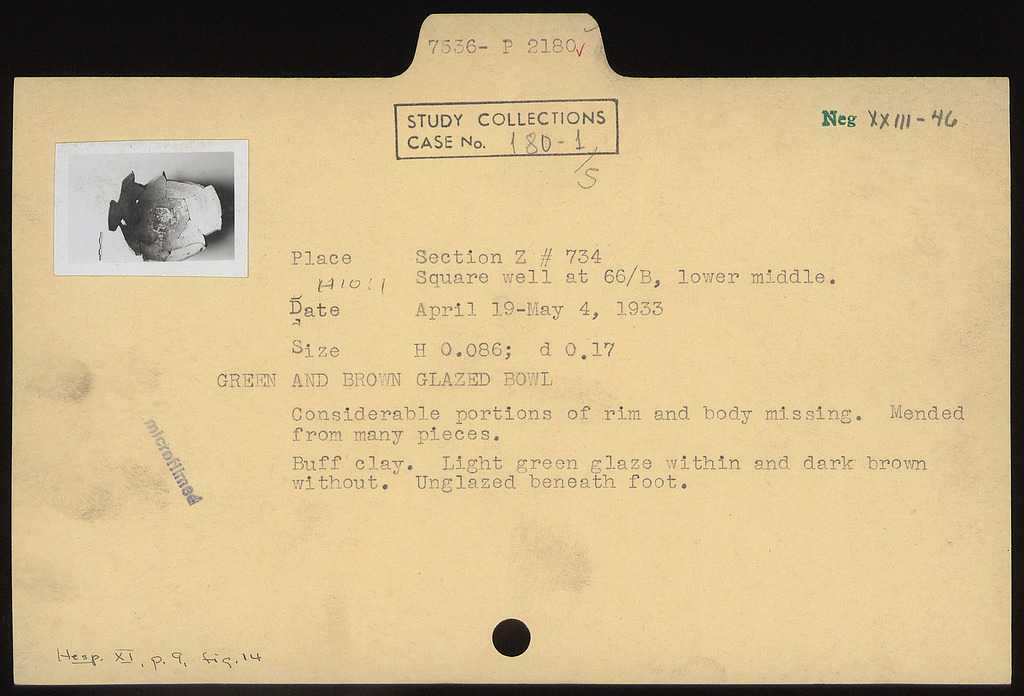 7536- P 2180
STUDY COLLECTIONS
CASE No. 180-1/5
Neg XXIII-46
Place Section Z # 734
Square well at 66/B, lower middle.
Date April 19-May 4, 1933
Size H 0.086; d 0.17
GREEN AND BROWN GLAZED BOWL
Considerable portions of rim and body missing. Mended
from many pieces.
Buff clay. Light green glaze within and dark brown
without. Unglazed beneath foot.
microfilmed
Hesp. XI, p. 9, fig. 14